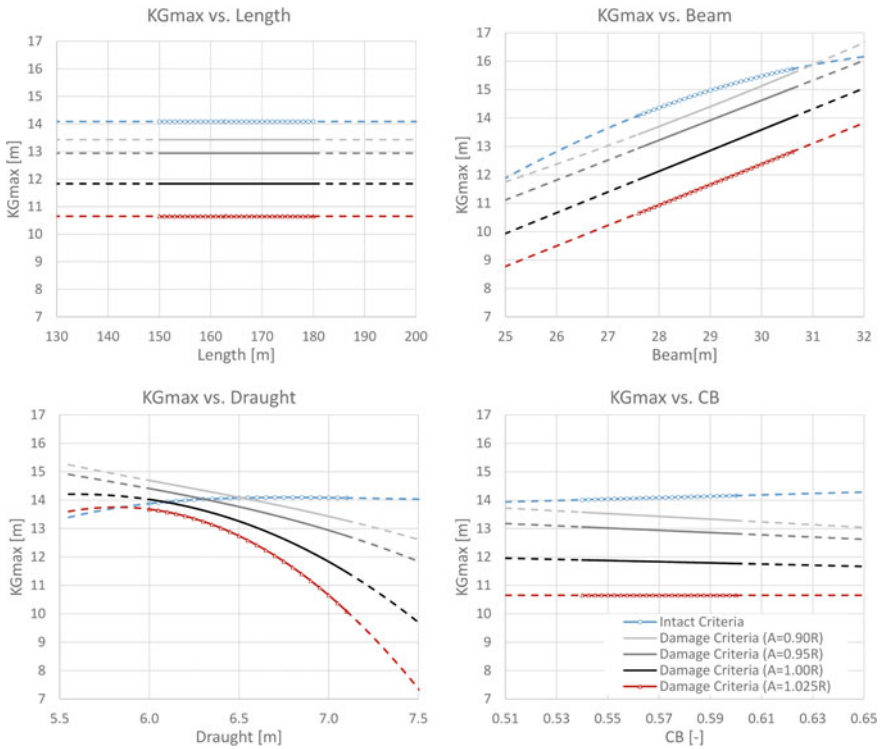 KGmax vs. Length
17
16
15
14
13
12
11
10
9
8
7
KGmax [m]
130 140 150 160 170 180 190 200
Length [m]
KGmax vs. Beam
17
16
15
14
13
12
11
10
9
8
7
KGmax [m]
25 26 27 28 29 30 31 32
Beam[m]
KGmax vs. Draught
17
16
15
14
13
12
11
10
9
8
7
KGmax [m]
5.5 6.0 6.5 7.0 7.5
Draught [m]
KGmax vs. CB
17
16
15
14
13
12
11
10
9
8
7
KGmax [m]
Intact Criteria
Damage Criteria (A=0.90R)
Damage Criteria (A=0.95R)
Damage Criteria (A=1.00R)
Damage Criteria (A=1.025R)
0.51 0.53 0.55 0.57 0.59 0.61 0.63 0.65
CB [-]